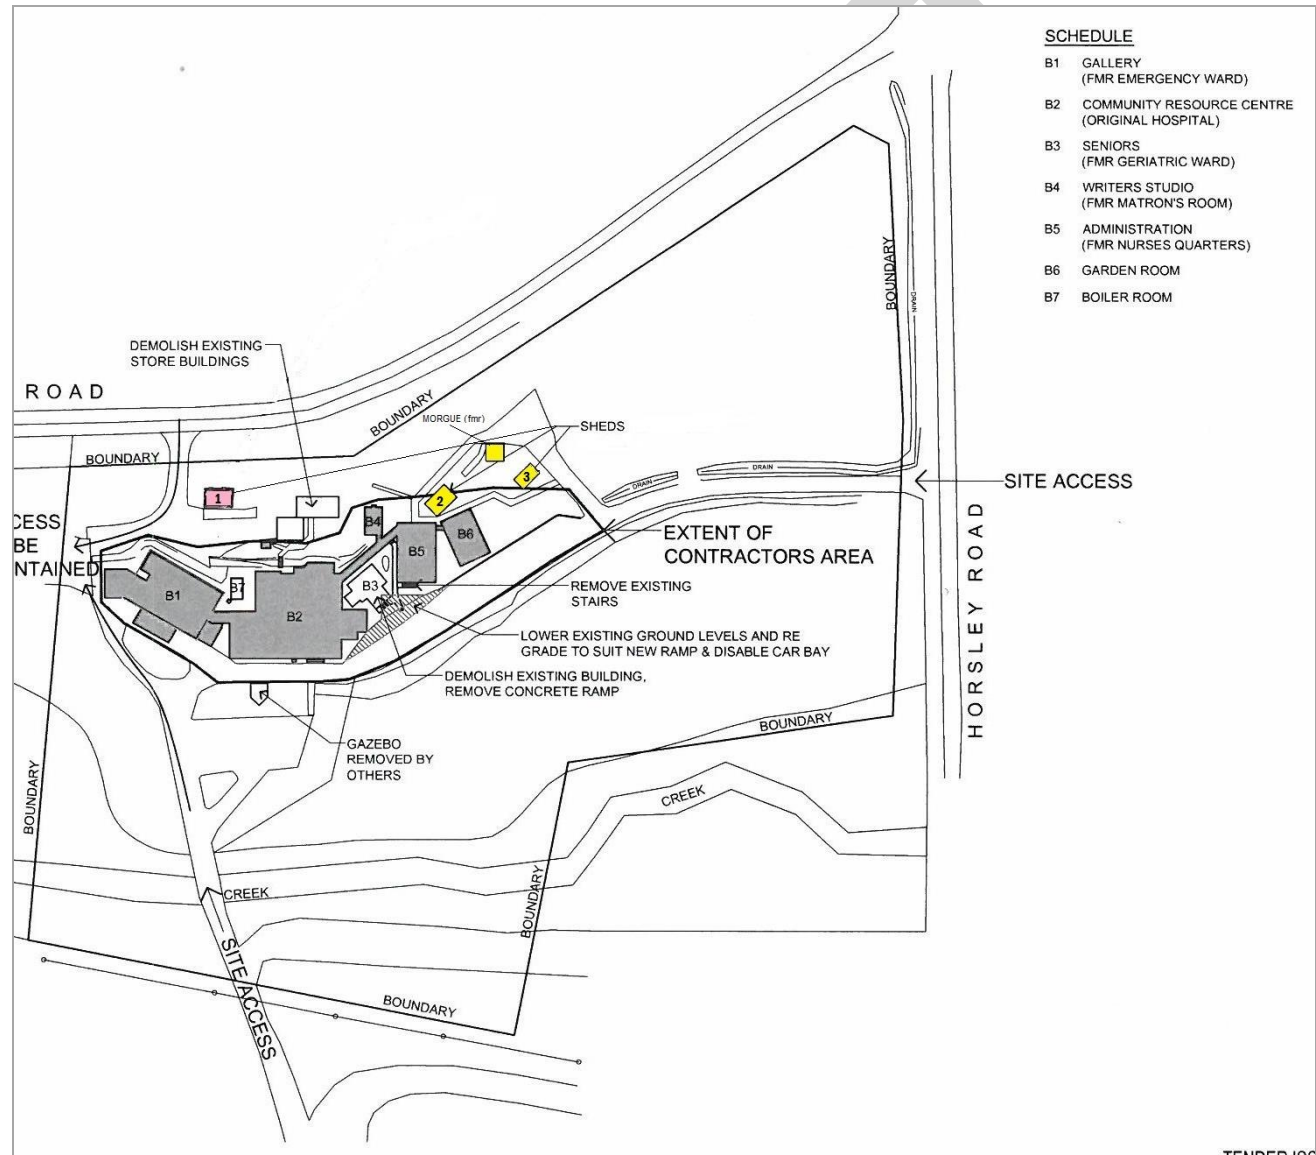 SCHEDULE
B1 GALLERY
(FMR EMERGENCY WARD)
B2 COMMUNITY RESOURCE CENTRE
(ORIGINAL HOSPITAL)
B3 SENIORS
(FMR GERIATRIC WARD)
B4 WRITERS STUDIO
(FMR MATRON'S ROOM)
B5 ADMINISTRATION
(FMR NURSES QUARTERS)
B6 GARDEN ROOM
B7 BOILER ROOM
BOUNDARY
DRAIN
DEMOLISH EXISTING
STORE BUILDINGS
ROAD
BOUNDARY
MORGUE (fmr)
SHEDS
BOUNDARY
DRAIN
DRAIN
SITE ACCESS
1
2
3
CESS
BE
NTAINED
B4
B5
B6
EXTENT OF
CONTRACTORS AREA
HORSLEY ROAD
B1
B7
B2
B3
REMOVE EXISTING
STAIRS
LOWER EXISTING GROUND LEVELS AND RE
GRADE TO SUIT NEW RAMP & DISABLE CAR BAY
DEMOLISH EXISTING BUILDING,
REMOVE CONCRETE RAMP
BOUNDARY
GAZEBO
REMOVED BY
OTHERS
BOUNDARY
CREEK
CREEK
BOUNDARY
SITE ACCESS
BOUNDARY